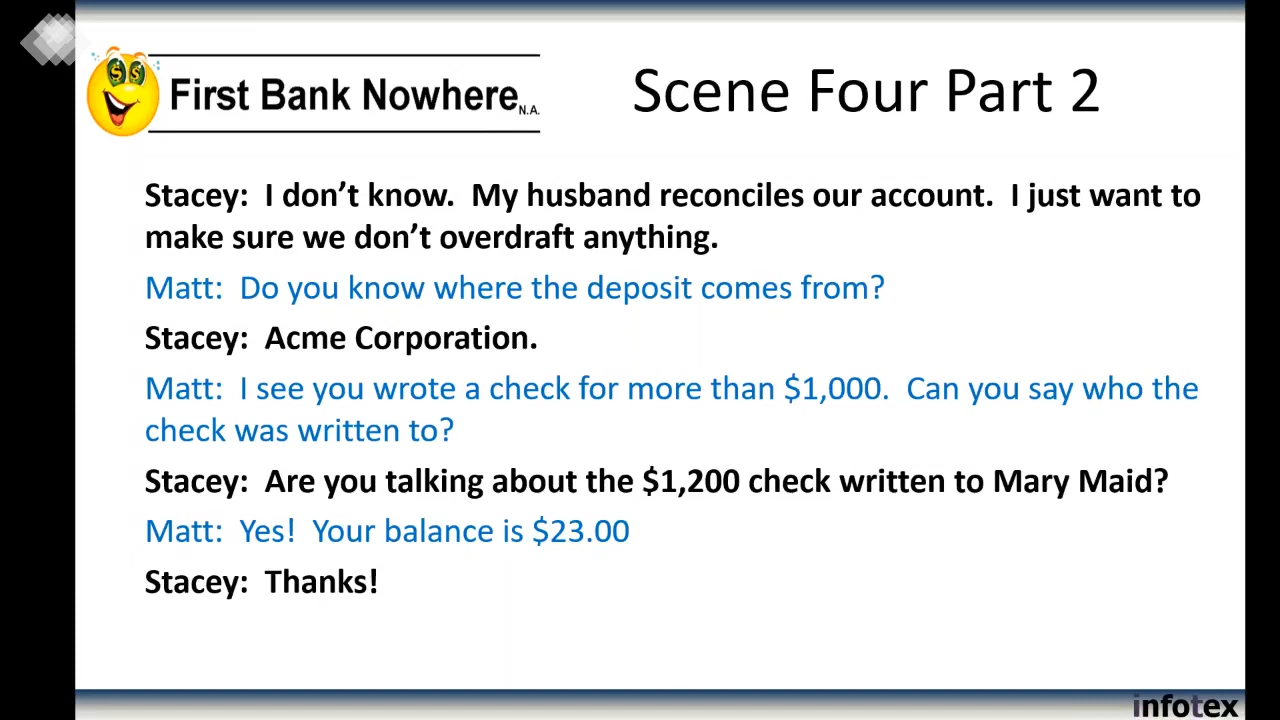 First Bank Nowhere N.A.
Scene Four Part 2
Stacey:  I don’t know.  My husband reconciles our account.  I just want to
make sure we don’t overdraft anything.
Matt:  Do you know where the deposit comes from?
Stacey:  Acme Corporation.
Matt:  I see you wrote a check for more than $1,000.  Can you say who the
check was written to?
Stacey:  Are you talking about the $1,200 check written to Mary Maid?
Matt:  Yes!  Your balance is $23.00
Stacey:  Thanks!
infotex